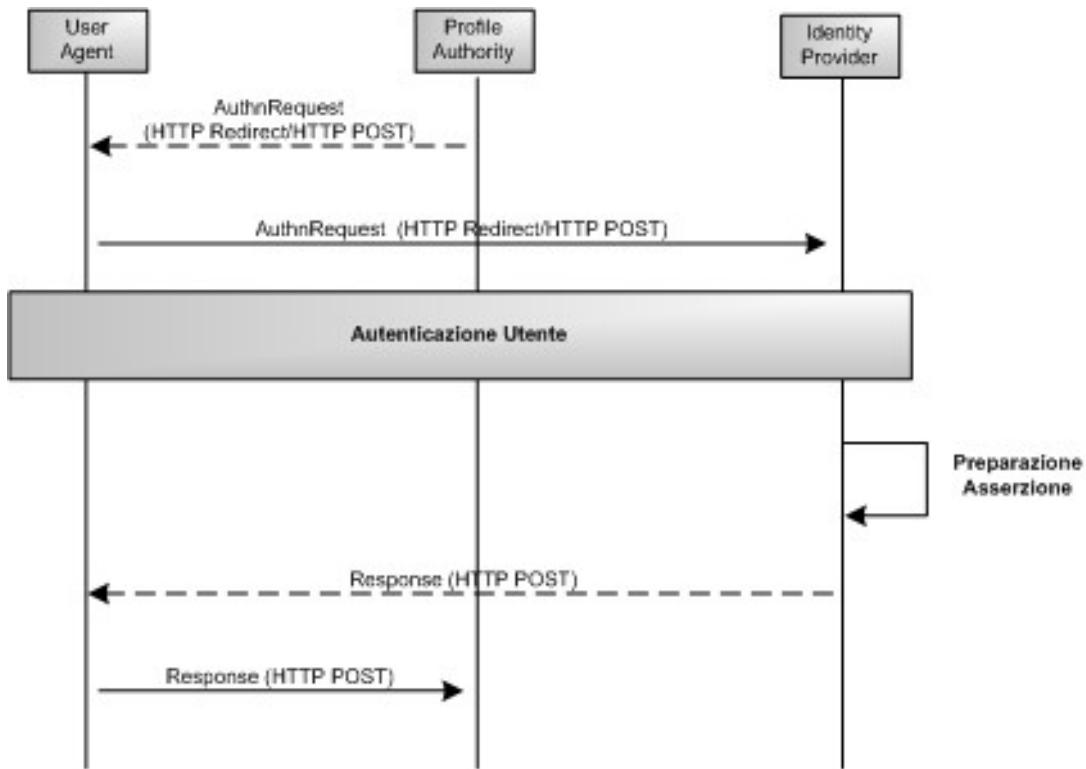 User
Agent
Profile
Authority
Identity
Provider
AuthnRequest
(HTTP Redirect/HTTP POST)
AuthnRequest (HTTP Redirect/HTTP POST)
Autenticazione Utente
Preparazione
Asserzione
Response (HTTP POST)
Response (HTTP POST)